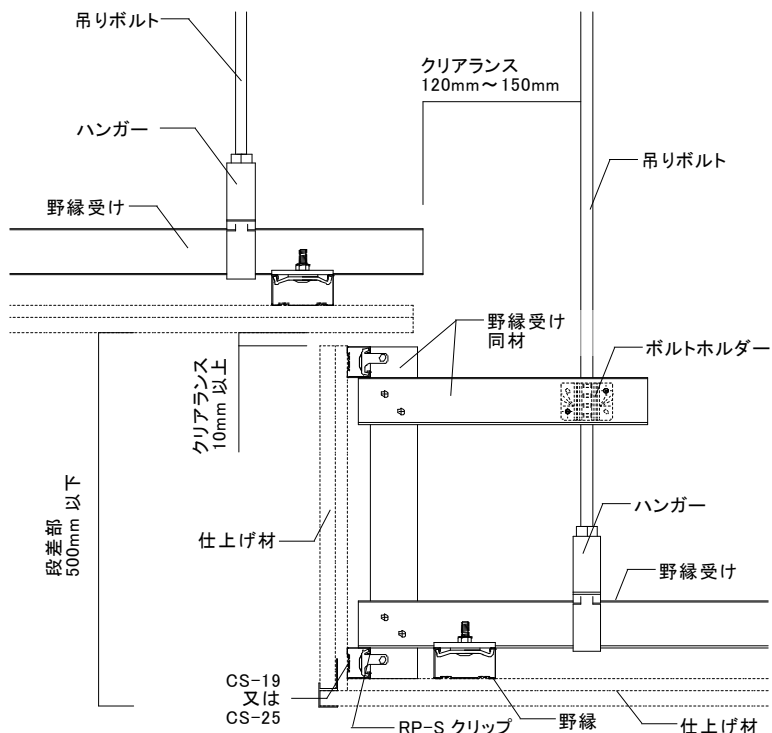 吊りボルト
クリアランス
120mm～150mm
ハンガー
吊りボルト
野縁受け
野縁受け
同材
ボルトホルダー
クリアランス
10mm 以上
段差部
500mm 以下
仕上げ材
ハンガー
野縁受け
CS-19
又は
CS-25
RP-S クリップ
野縁
仕上げ材